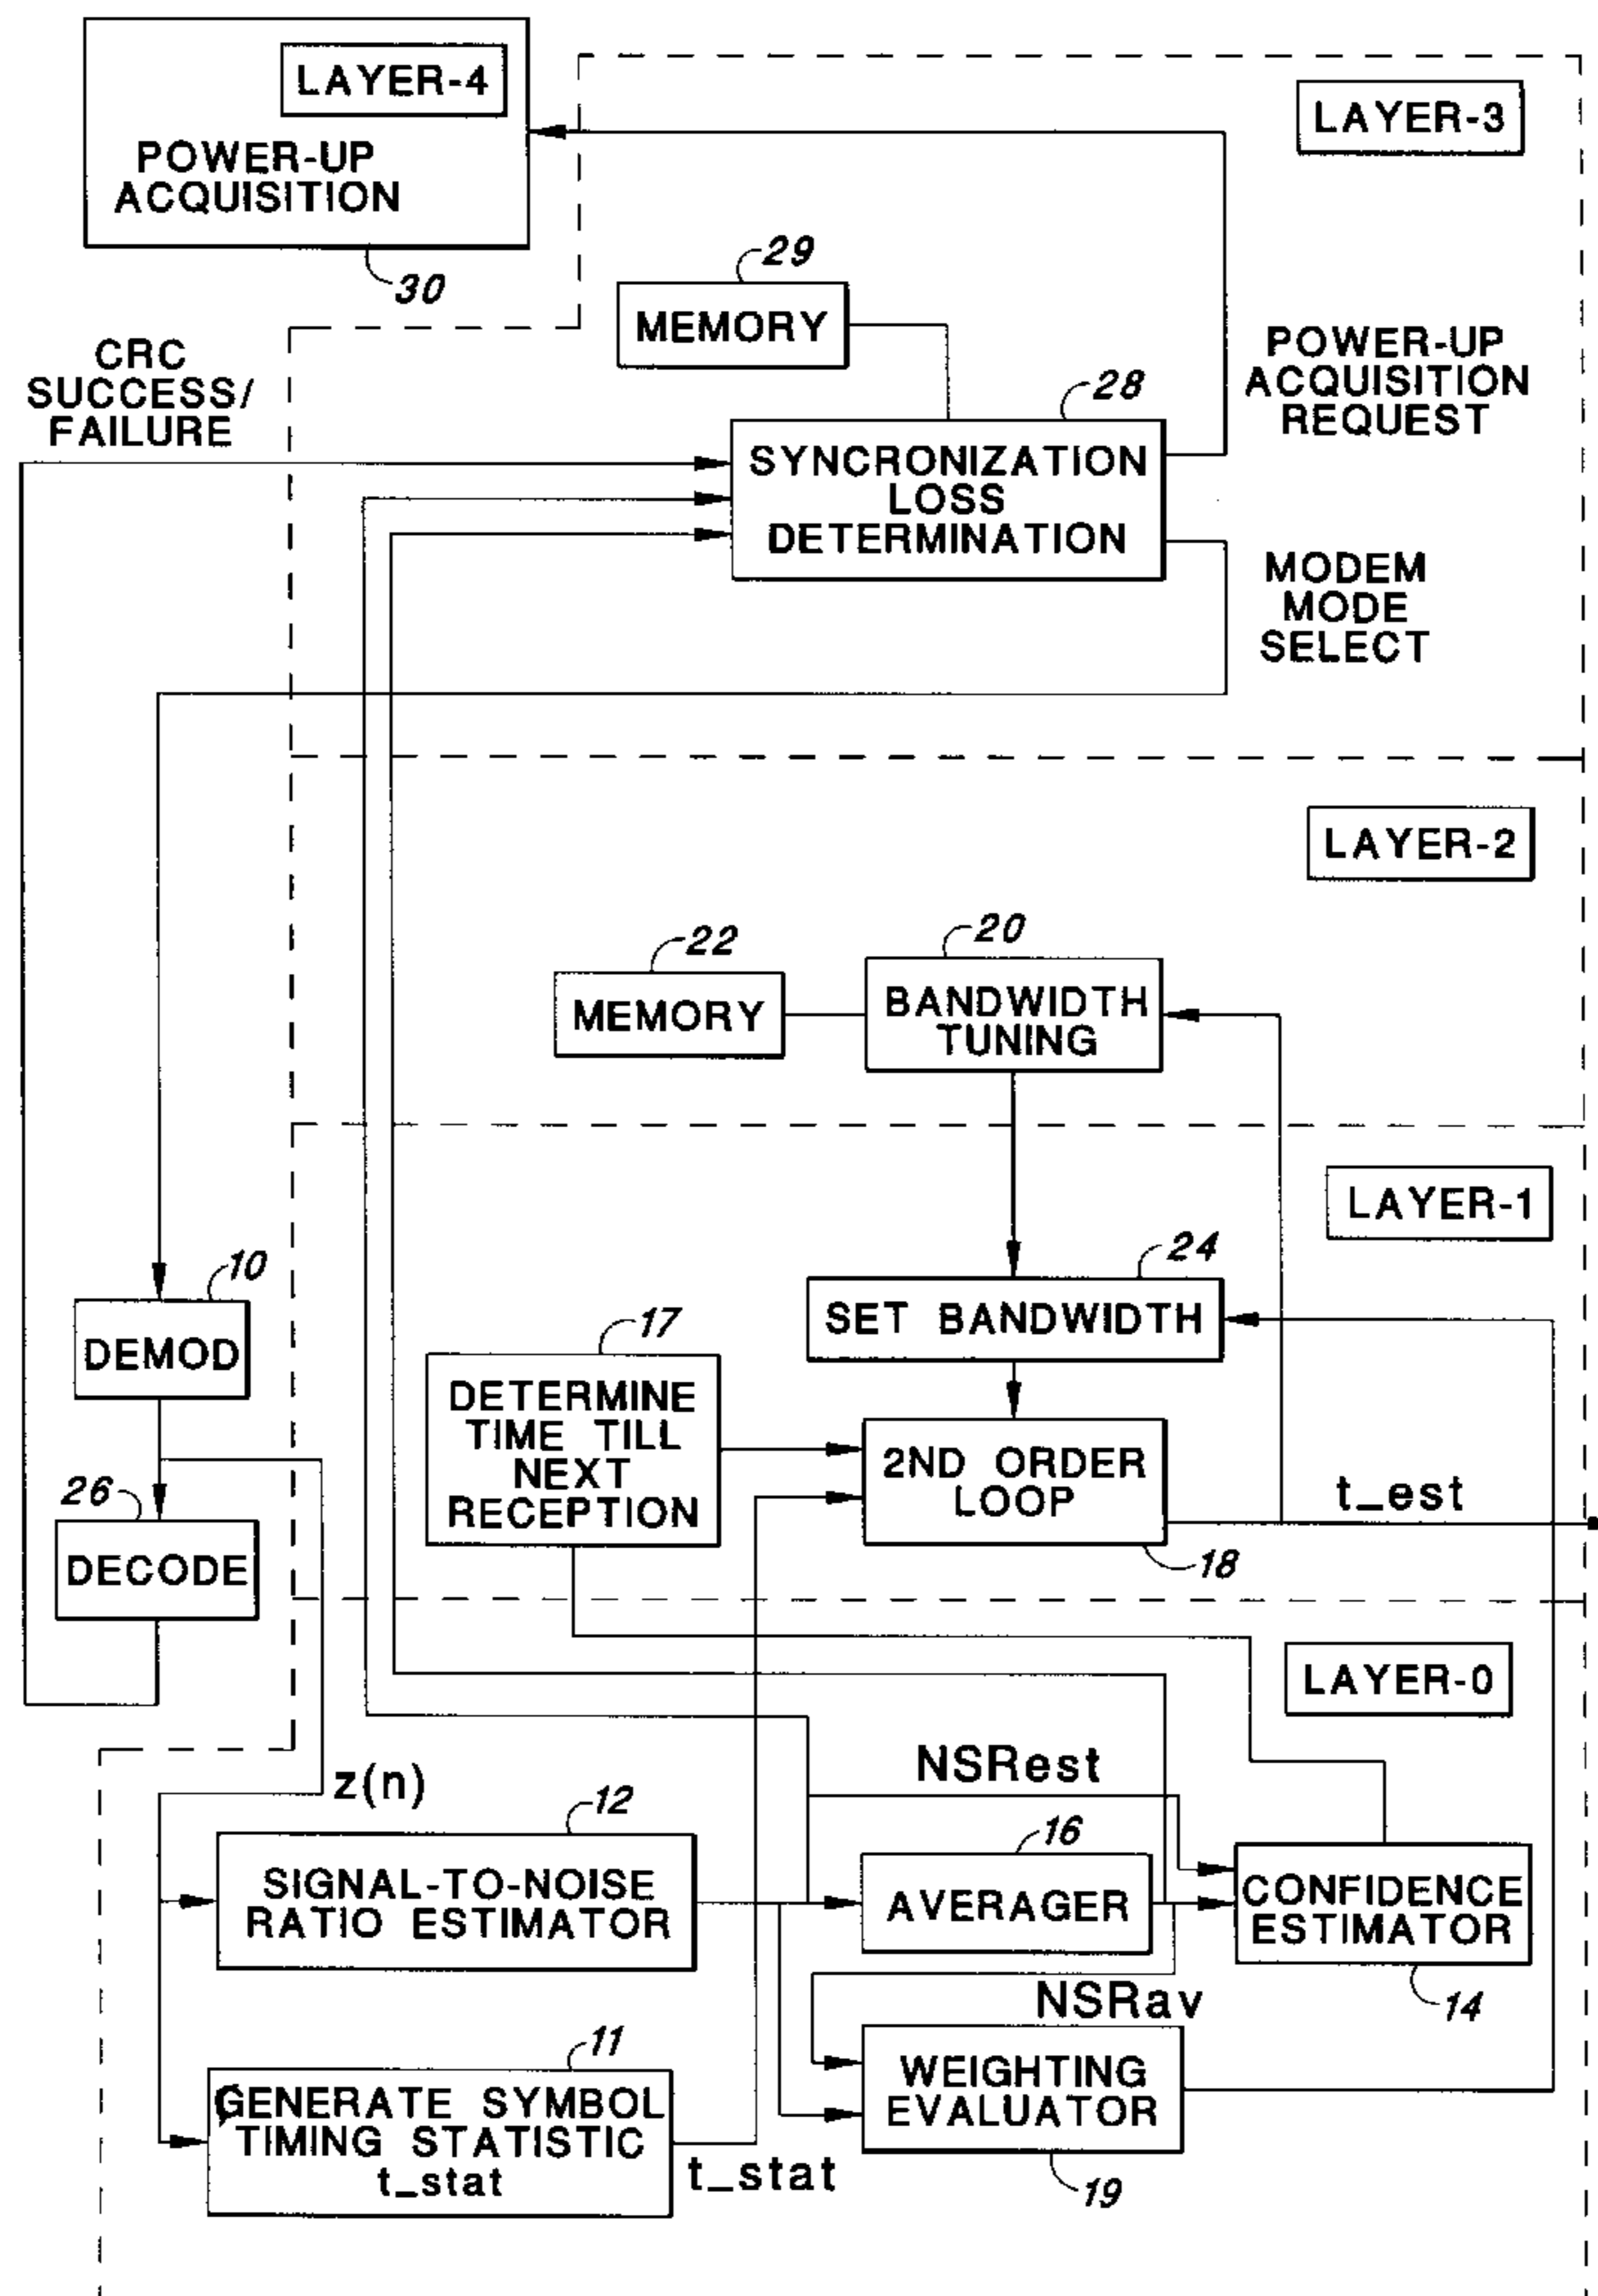 LAYER-4
POWER-UP
ACQUISITION
30
LAYER-3
29
MEMORY
CRC
SUCCESS/
FAILURE
POWER-UP
ACQUISITION
REQUEST
28
SYNCRONIZATION
LOSS
DETERMINATION
MODEM
MODE
SELECT
LAYER-2
22
MEMORY
20
BANDWIDTH
TUNING
LAYER-1
24
SET BANDWIDTH
10
DEMOD
17
DETERMINE
TIME TILL
NEXT
RECEPTION
2ND ORDER
LOOP
18
t_est
26
DECODE
LAYER-0
z(n)
NSRest
12
SIGNAL-TO-NOISE
RATIO ESTIMATOR
16
AVERAGER
CONFIDENCE
ESTIMATOR
14
NSRav
11
GENERATE SYMBOL
TIMING STATISTIC
t_stat
t_stat
WEIGHTING
EVALUATOR
19